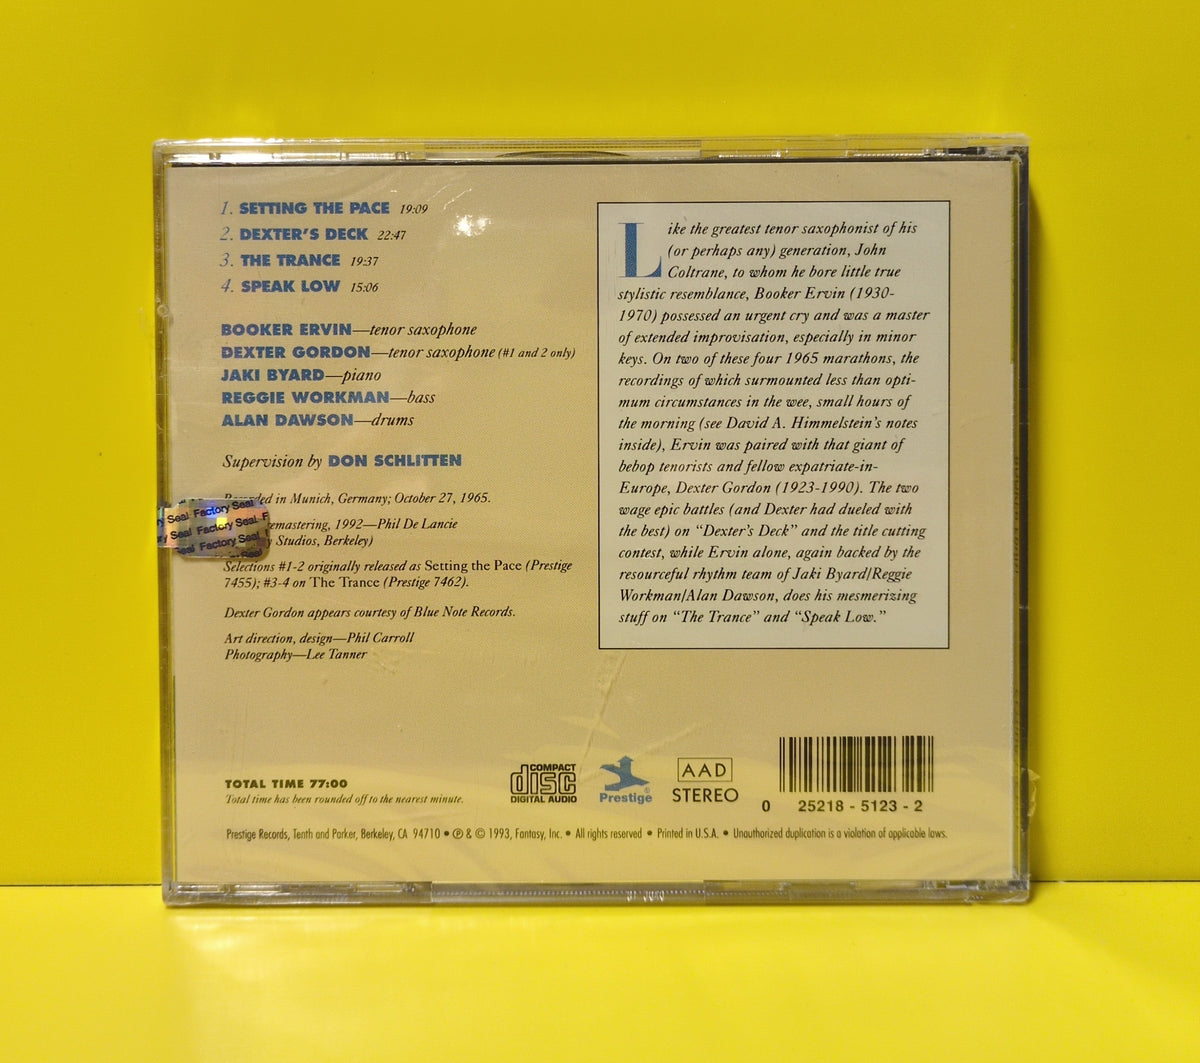 1. SETTING THE PACE 19:09
2. DEXTER'S DECK 22:47
3. THE TRANCE 19:37
4. SPEAK LOW 15:06
BOOKER ERVIN—tenor saxophone
DEXTER GORDON—tenor saxophone (#1 and 2 only)
JAKI BYARD—piano
REGGIE WORKMAN—bass
ALAN DAWSON—drums
Supervision by DON SCHLITTEN
in Munich, Germany; October 27, 1965.
1992—Phil De Lancie
Studios, Berkeley)
Factory Seal
Seal Factory Seal
Seal Factory Seal
Selections #1-2 originally released as Setting the Pace (Prestige
7455); #3-4 on The Trance (Prestige 7462).
Dexter Gordon appears courtesy of Blue Note Records.
Art direction, design—Phil Carroll
Photography—Lee Tanner
Like the greatest tenor saxophonist of his
(or perhaps any) generation, John
Coltrane, to whom he bore little true
stylistic resemblance, Booker Ervin (1930-
1970) possessed an urgent cry and was a master
of extended improvisation, especially in minor
keys. On two of these four 1965 marathons, the
recordings of which surmounted less than opti-
mum circumstances in the wee, small hours of
the morning (see David A. Himmelstein's notes
inside), Ervin was paired with that giant of
bebop tenorists and fellow expatriate-in-
Europe, Dexter Gordon (1923-1990). The two
wage epic battles (and Dexter had dueled with
the best) on "Dexter's Deck" and the title cutting
contest, while Ervin alone, again backed by the
resourceful rhythm team of Jaki Byard/Reggie
Workman/Alan Dawson, does his mesmerizing
stuff on "The Trance" and "Speak Low."
TOTAL TIME 77:00
Total time has been rounded off to the nearest minute.
COMPACT
disc
DIGITAL AUDIO
Prestige®
AAD
STEREO
0 25218 - 5123 - 2
Prestige Records, Tenth and Parker, Berkeley, CA 94710 • ℗ & © 1993, Fantasy, Inc. • All rights reserved • Printed in U.S.A. • Unauthorized duplication is a violation of applicable laws.